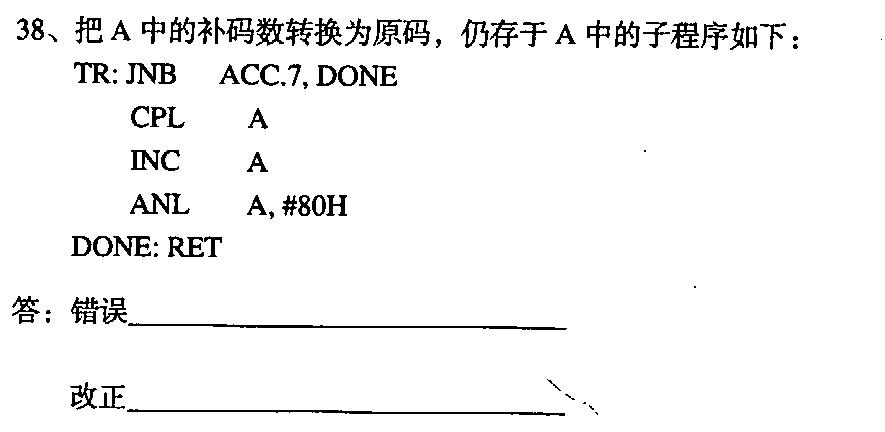 38、把 A 中的补码数转换为原码，仍存于 A 中的子程序如下：
TR: JNB ACC.7, DONE
CPL A
INC A
ANL A, #80H
DONE: RET
答：错误
改正